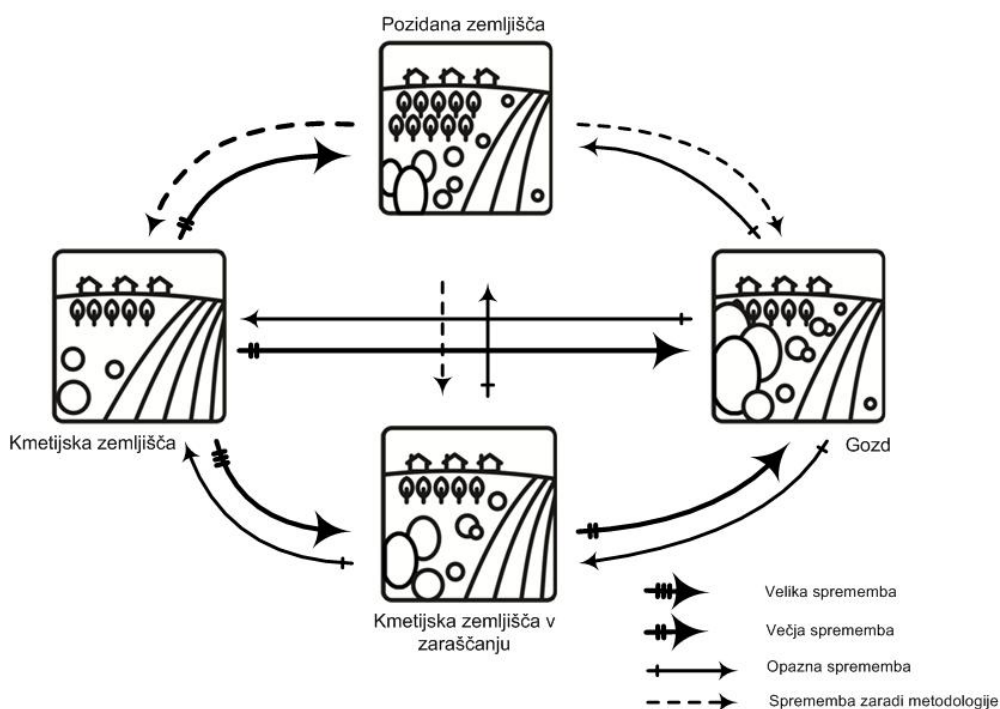 Pozidana zemljišča
Kmetijska zemljišča
Gozd
Kmetijska zemljišča v
zaraščanju
Velika sprememba
Večja sprememba
Opazna sprememba
Sprememba zaradi metodologije